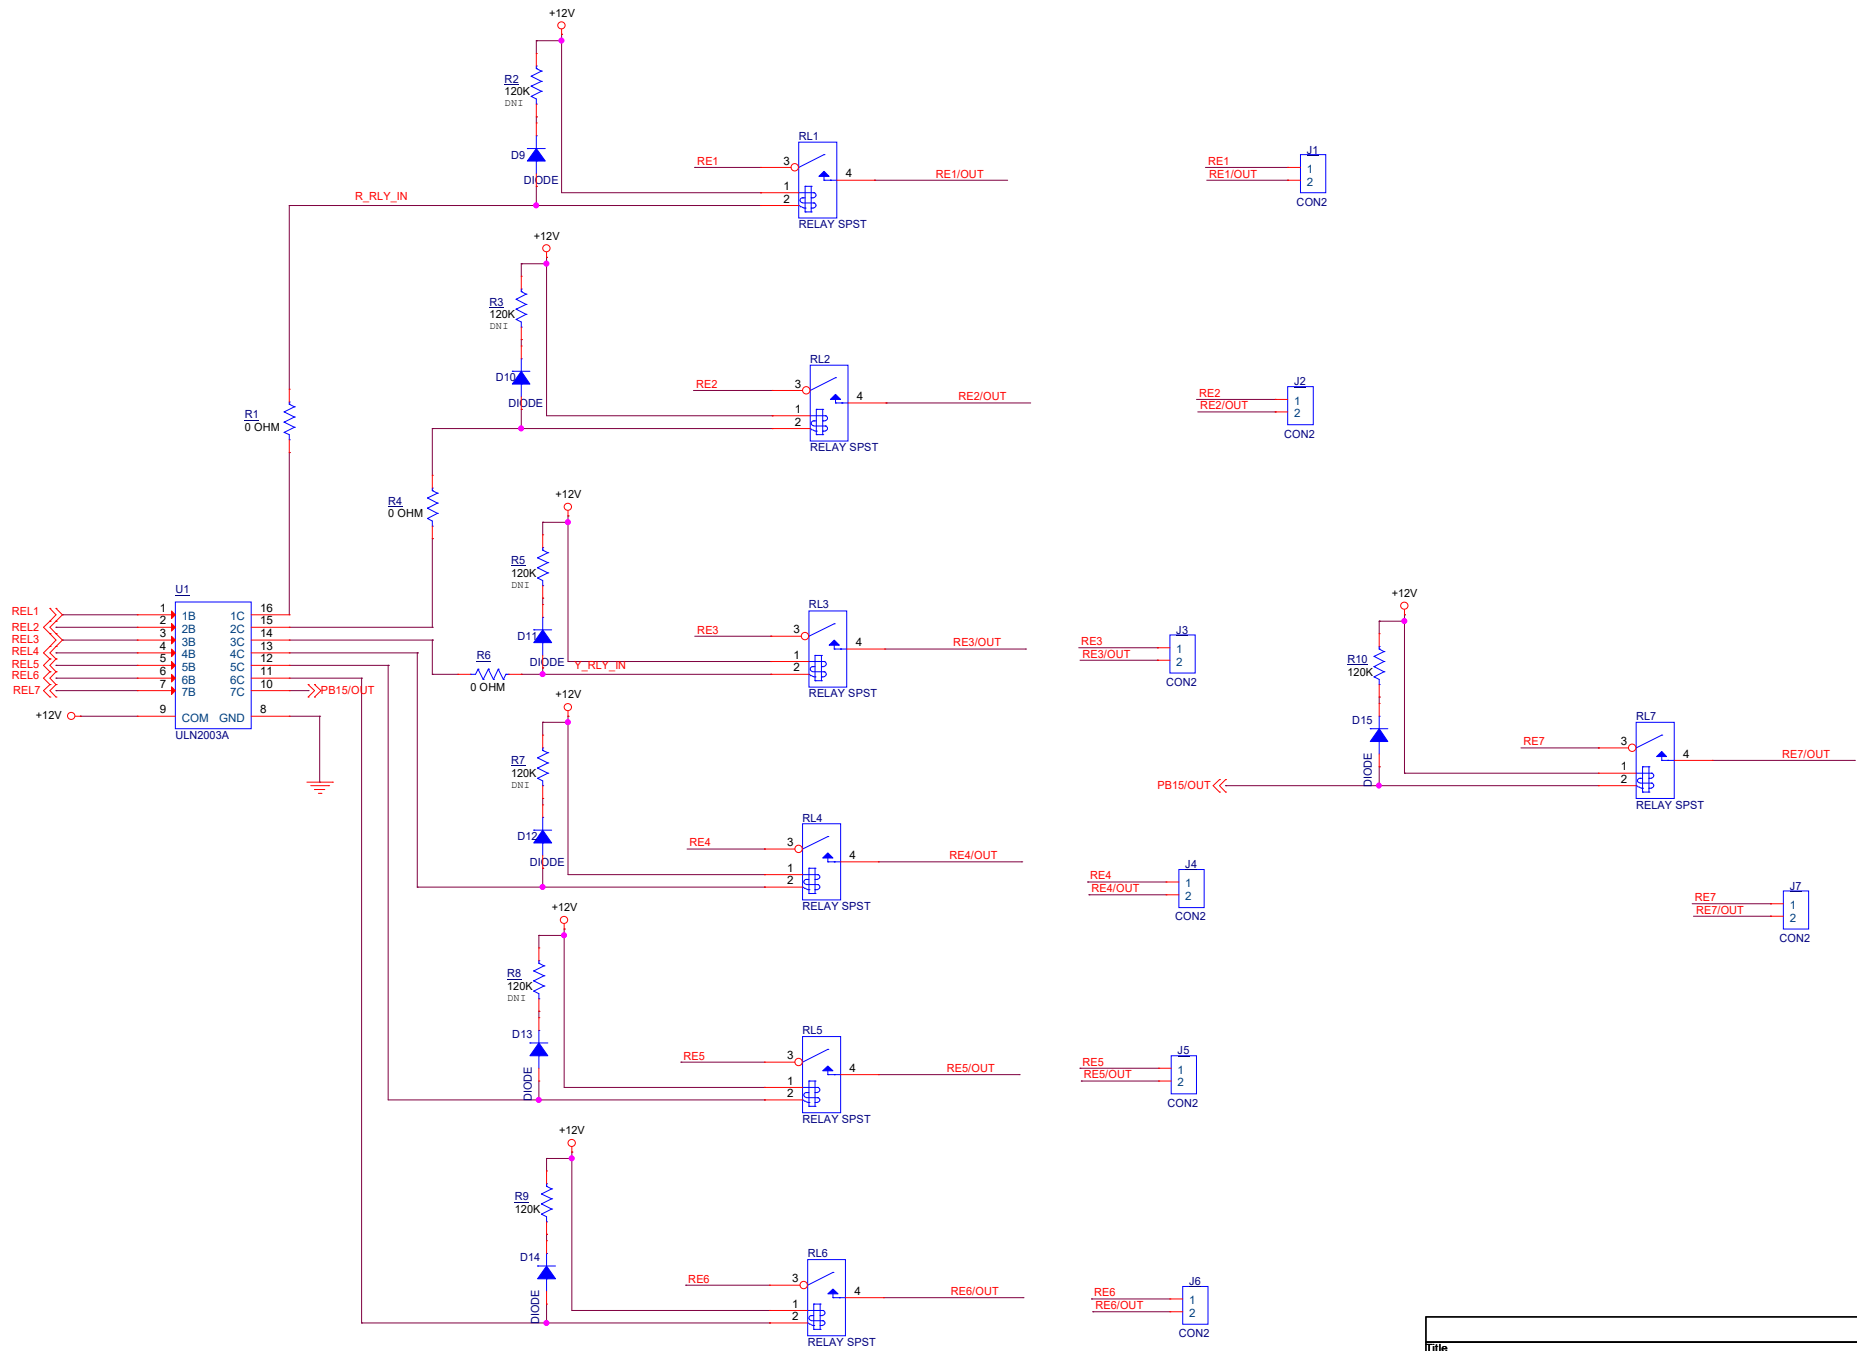 +12V
R2
120K
DNI
D9
DIODE
R_RLY_IN
RL1
RE1
3
4
RE1/OUT
1
2
RELAY SPST
J1
RE1
1
RE1/OUT
2
CON2
+12V
R3
120K
DNI
D10
DIODE
RL2
RE2
3
4
RE2/OUT
1
2
RELAY SPST
J2
RE2
1
RE2/OUT
2
CON2
R1
0 OHM
R4
0 OHM
+12V
R5
120K
DNI
D11
DIODE
Y_RLY_IN
R6
0 OHM
RL3
RE3
3
4
RE3/OUT
1
2
RELAY SPST
J3
RE3
1
RE3/OUT
2
CON2
U1
REL1 1 1B 1C 16
REL2 2 2B 2C 15
REL3 3 3B 3C 14
REL4 4 4B 4C 13
REL5 5 5B 5C 12
REL6 6 6B 6C 11
REL7 7 7B 7C 10 PB15/OUT
+12V 9 COM GND 8
ULN2003A
+12V
R10
120K
D15
DIODE
PB15/OUT
RL7
RE7
3
4
RE7/OUT
1
2
RELAY SPST
+12V
R7
120K
DNI
D12
DIODE
RL4
RE4
3
4
RE4/OUT
1
2
RELAY SPST
J4
RE4
1
RE4/OUT
2
CON2
J7
RE7
1
RE7/OUT
2
CON2
+12V
R8
120K
DNI
D13
DIODE
RL5
RE5
3
4
RE5/OUT
1
2
RELAY SPST
J5
RE5
1
RE5/OUT
2
CON2
+12V
R9
120K
D14
DIODE
RL6
RE6
3
4
RE6/OUT
1
2
RELAY SPST
J6
RE6
1
RE6/OUT
2
CON2
Title